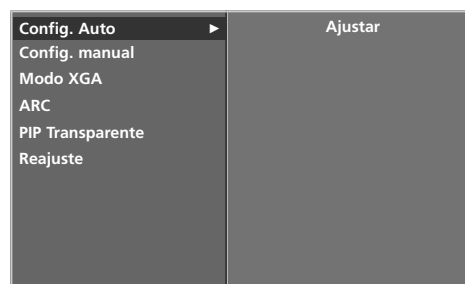 Config. Auto ► Ajustar
Config. manual
Modo XGA
ARC
PIP Transparente
Reajuste